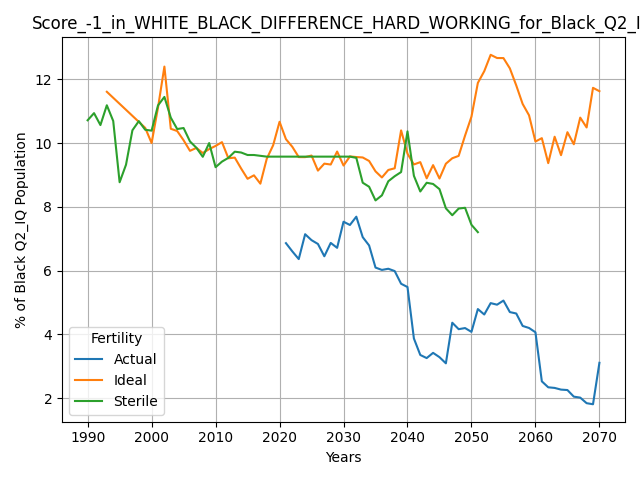 Score_-1_in_WHITE_BLACK_DIFFERENCE_HARD_WORKING_for_Black_Q2_I
% of Black Q2_IQ Population
12
10
8
6
4
2
Fertility
Actual
Ideal
Sterile
1990 2000 2010 2020 2030 2040 2050 2060 2070
Years